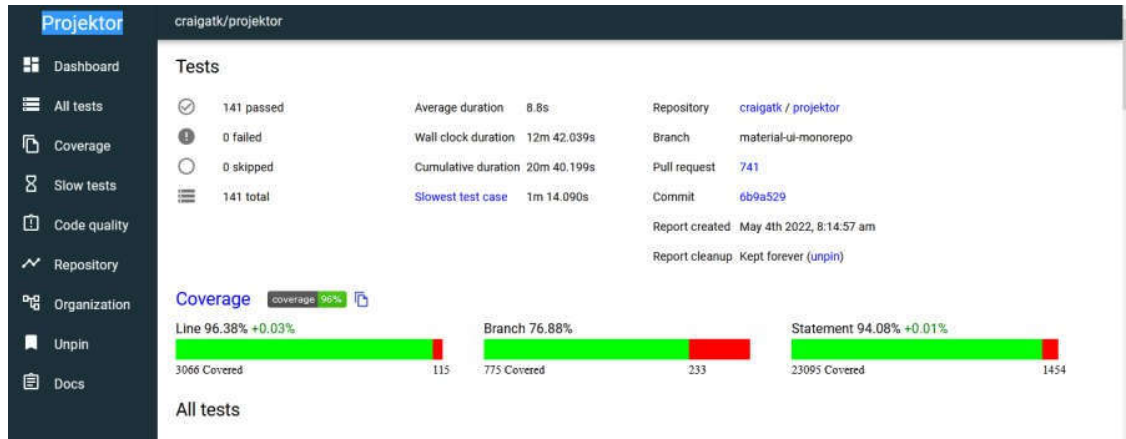 Projektor
craigatk/projektor
Dashboard
All tests
Coverage
Slow tests
Code quality
Repository
Organization
Unpin
Docs
Tests
141 passed Average duration 8.8s Repository craigatk / projektor
0 failed Wall clock duration 12m 42.039s Branch material-ui-monorepo
0 skipped Cumulative duration 20m 40.199s Pull request 741
141 total Slowest test case 1m 14.090s Commit 6b9a529
Report created May 4th 2022, 8:14:57 am
Report cleanup Kept forever (unpin)
Coverage coverage 96%
Line 96.38% +0.03% Branch 76.88% Statement 94.08% +0.01%
3066 Covered 115 775 Covered 233 23095 Covered 1454
All tests